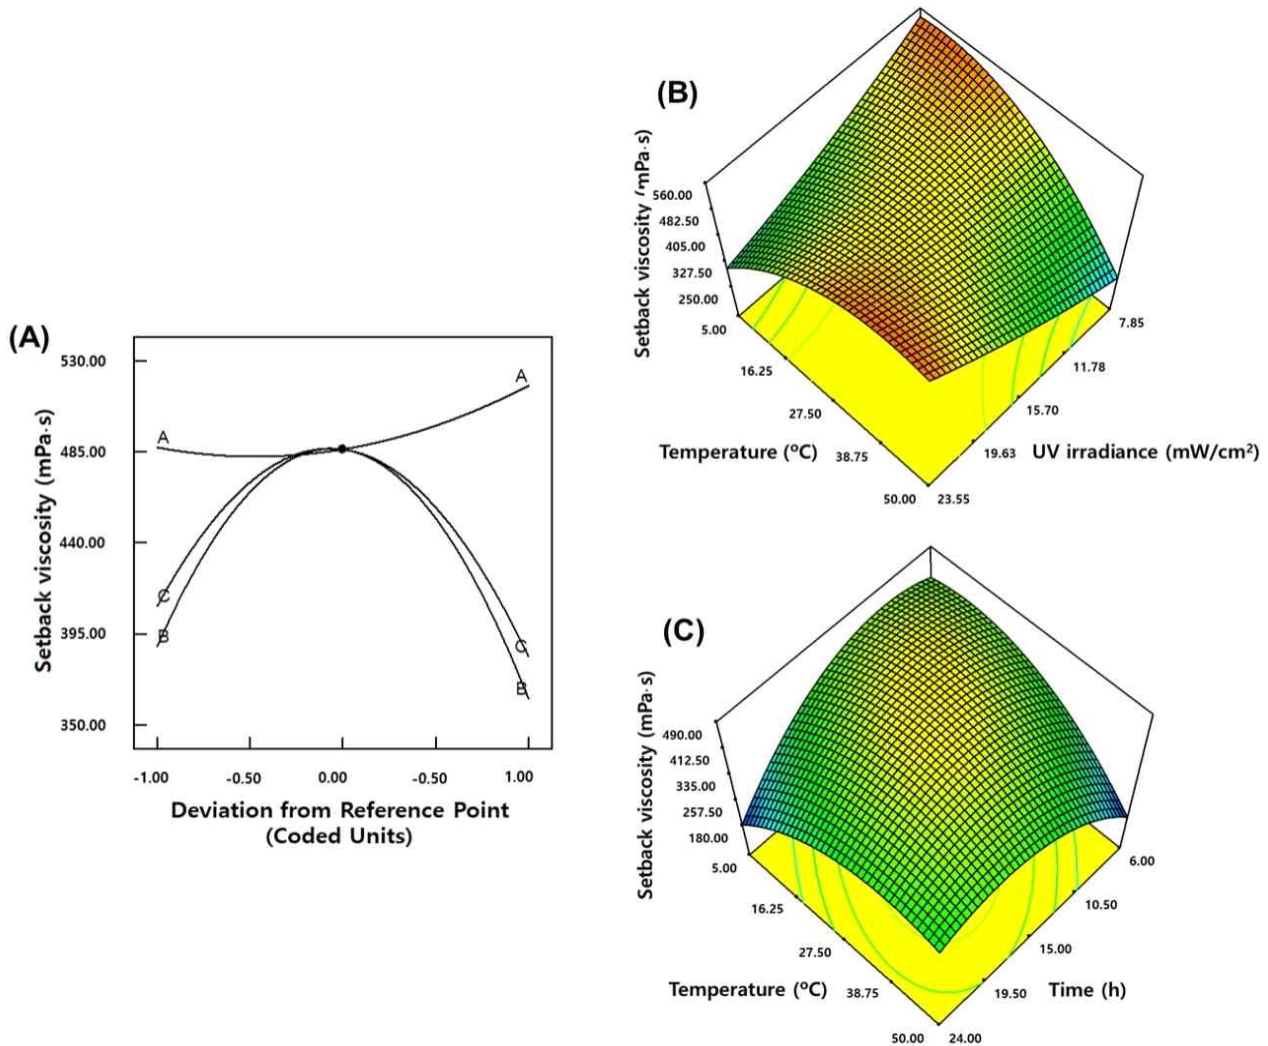 (A)
Setback viscosity (mPa·s)
530.00
485.00
440.00
395.00
350.00
A
A
C
B
C
B
-1.00
-0.50
0.00
-0.50
1.00
Deviation from Reference Point
(Coded Units)
(B)
Setback viscosity (mPa·s)
560.00
482.50
405.00
327.50
250.00
5.00
16.25
27.50
38.75
50.00
Temperature (ºC)
7.85
11.78
15.70
19.63
23.55
UV irradiance (mW/cm²)
(C)
Setback viscosity (mPa·s)
490.00
412.50
335.00
257.50
180.00
5.00
16.25
27.50
38.75
50.00
Temperature (ºC)
6.00
10.50
15.00
19.50
24.00
Time (h)